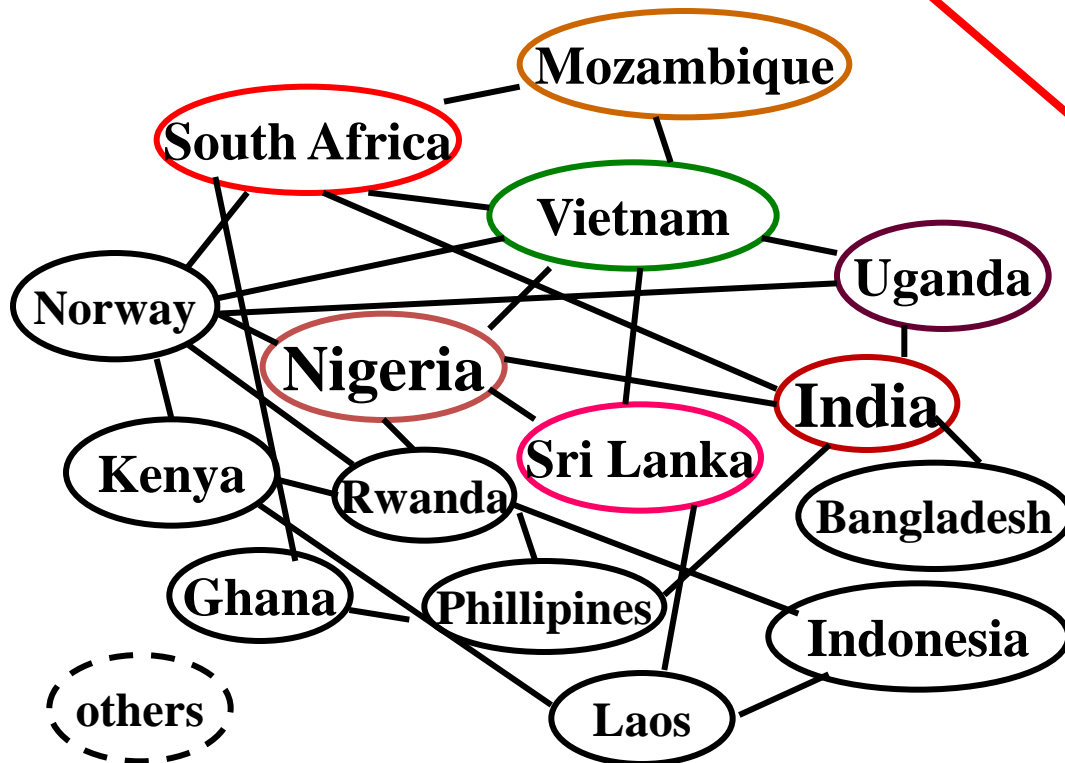 Mozambique
South Africa
Vietnam
Uganda
Norway
Nigeria
India
Sri Lanka
Kenya
Rwanda
Bangladesh
Ghana
Phillipines
Indonesia
others
Laos